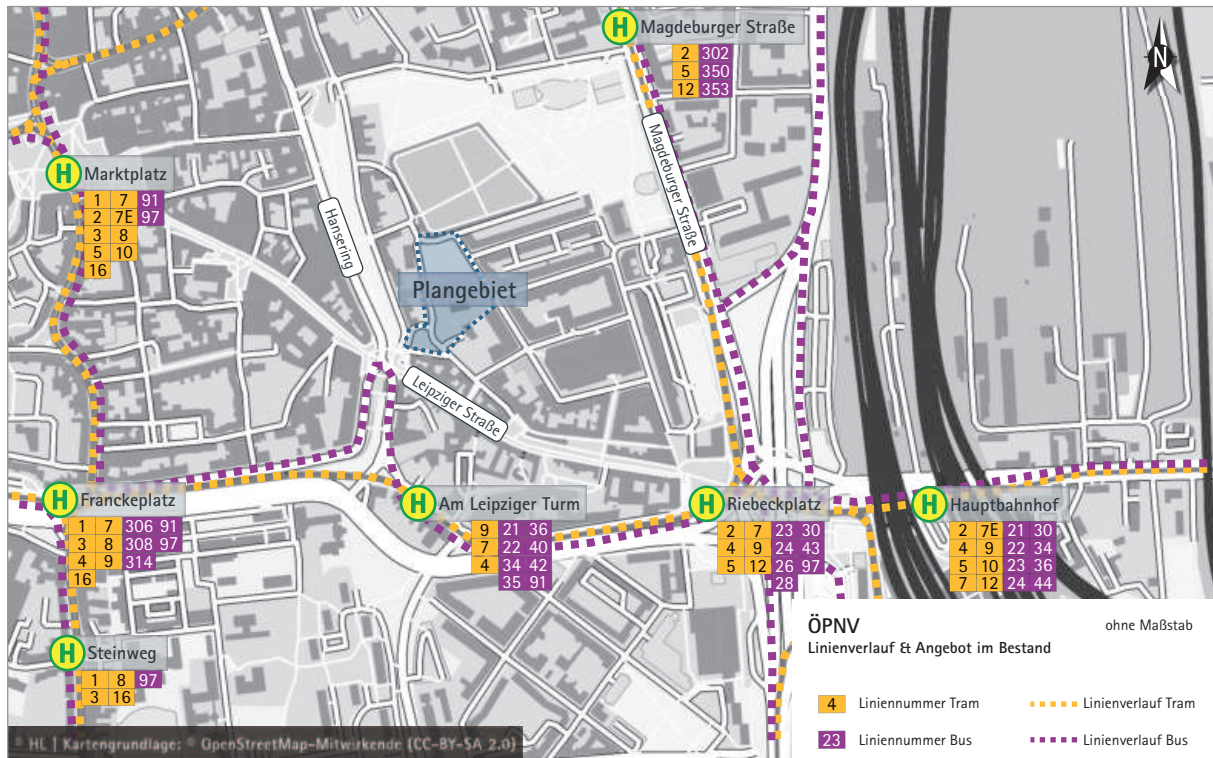 H Magdeburger Straße
2 302
5 350
12 353
N
H Marktplatz
1 7 91
2 7E 97
3 8
5 10
16
Hansering
Magdeburger Straße
Plangebiet
Leipziger Straße
H Franckeplatz
1 7 306 91
3 8 308 97
4 9 314
16
H Am Leipziger Turm
9 21 36
7 22 40
4 34 42
35 91
H Riebeckplatz
2 7 23 30
4 9 24 43
5 12 26 97
28
H Hauptbahnhof
2 7E 21 30
4 9 22 34
5 10 23 36
7 12 24 44
H Steinweg
1 8 97
3 16
ÖPNV ohne Maßstab
Linienverlauf & Angebot im Bestand
4 Liniennummer Tram Linienverlauf Tram
23 Liniennummer Bus Linienverlauf Bus
© HL | Kartengrundlage: © OpenStreetMap-Mitwirkende (CC-BY-SA 2.0)